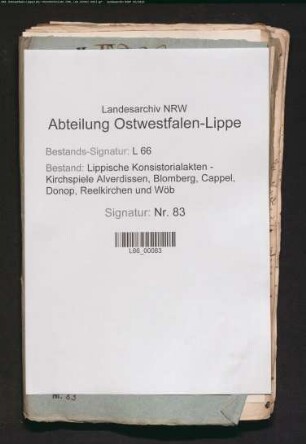 Landesarchiv NRW
Abteilung Ostwestfalen-Lippe
Bestands-Signatur: L 66
Bestand: Lippische Konsistorialakten -
Kirchspiele Alverdissen, Blomberg, Cappel,
Donop, Reelkirchen und Wöb
Signatur: Nr. 83
L66_00083